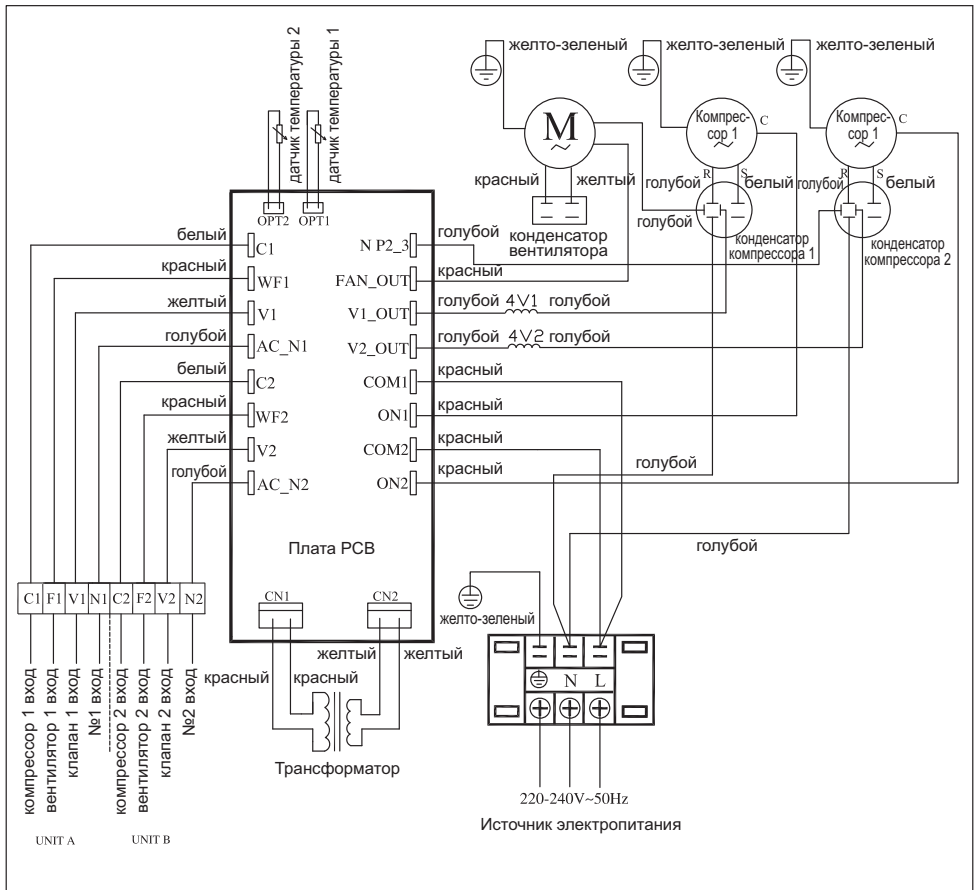 желто-зеленый
желто-зеленый
желто-зеленый
датчик температуры 2
датчик температуры 1
M
Компрес-
сор 1
C
Компрес-
сор 1
C
R
S
R
S
красный
желтый
голубой
белый
голубой
белый
голубой
конденсатор
вентилятора
конденсатор
компрессора 1
конденсатор
компрессора 2
OPT2
OPT1
белый
C1
N P2_3
голубой
красный
WF1
FAN_OUT
красный
желтый
V1
V1_OUT
голубой 4V1 голубой
голубой
AC_N1
V2_OUT
голубой 4V2 голубой
белый
C2
COM1
красный
красный
WF2
ON1
красный
желтый
V2
COM2
красный
голубой
голубой
AC_N2
ON2
красный
голубой
Плата PCB
CN1
CN2
C1 F1 V1 N1 C2 F2 V2 N2
желто-зеленый
красный
красный
желтый
желтый
N L
Трансформатор
компрессор 1 вход
вентилятор 1 вход
клапан 1 вход
№1 вход
компрессор 2 вход
вентилятор 2 вход
клапан 2 вход
№2 вход
220-240V~50Hz
Источник электропитания
UNIT A
UNIT B